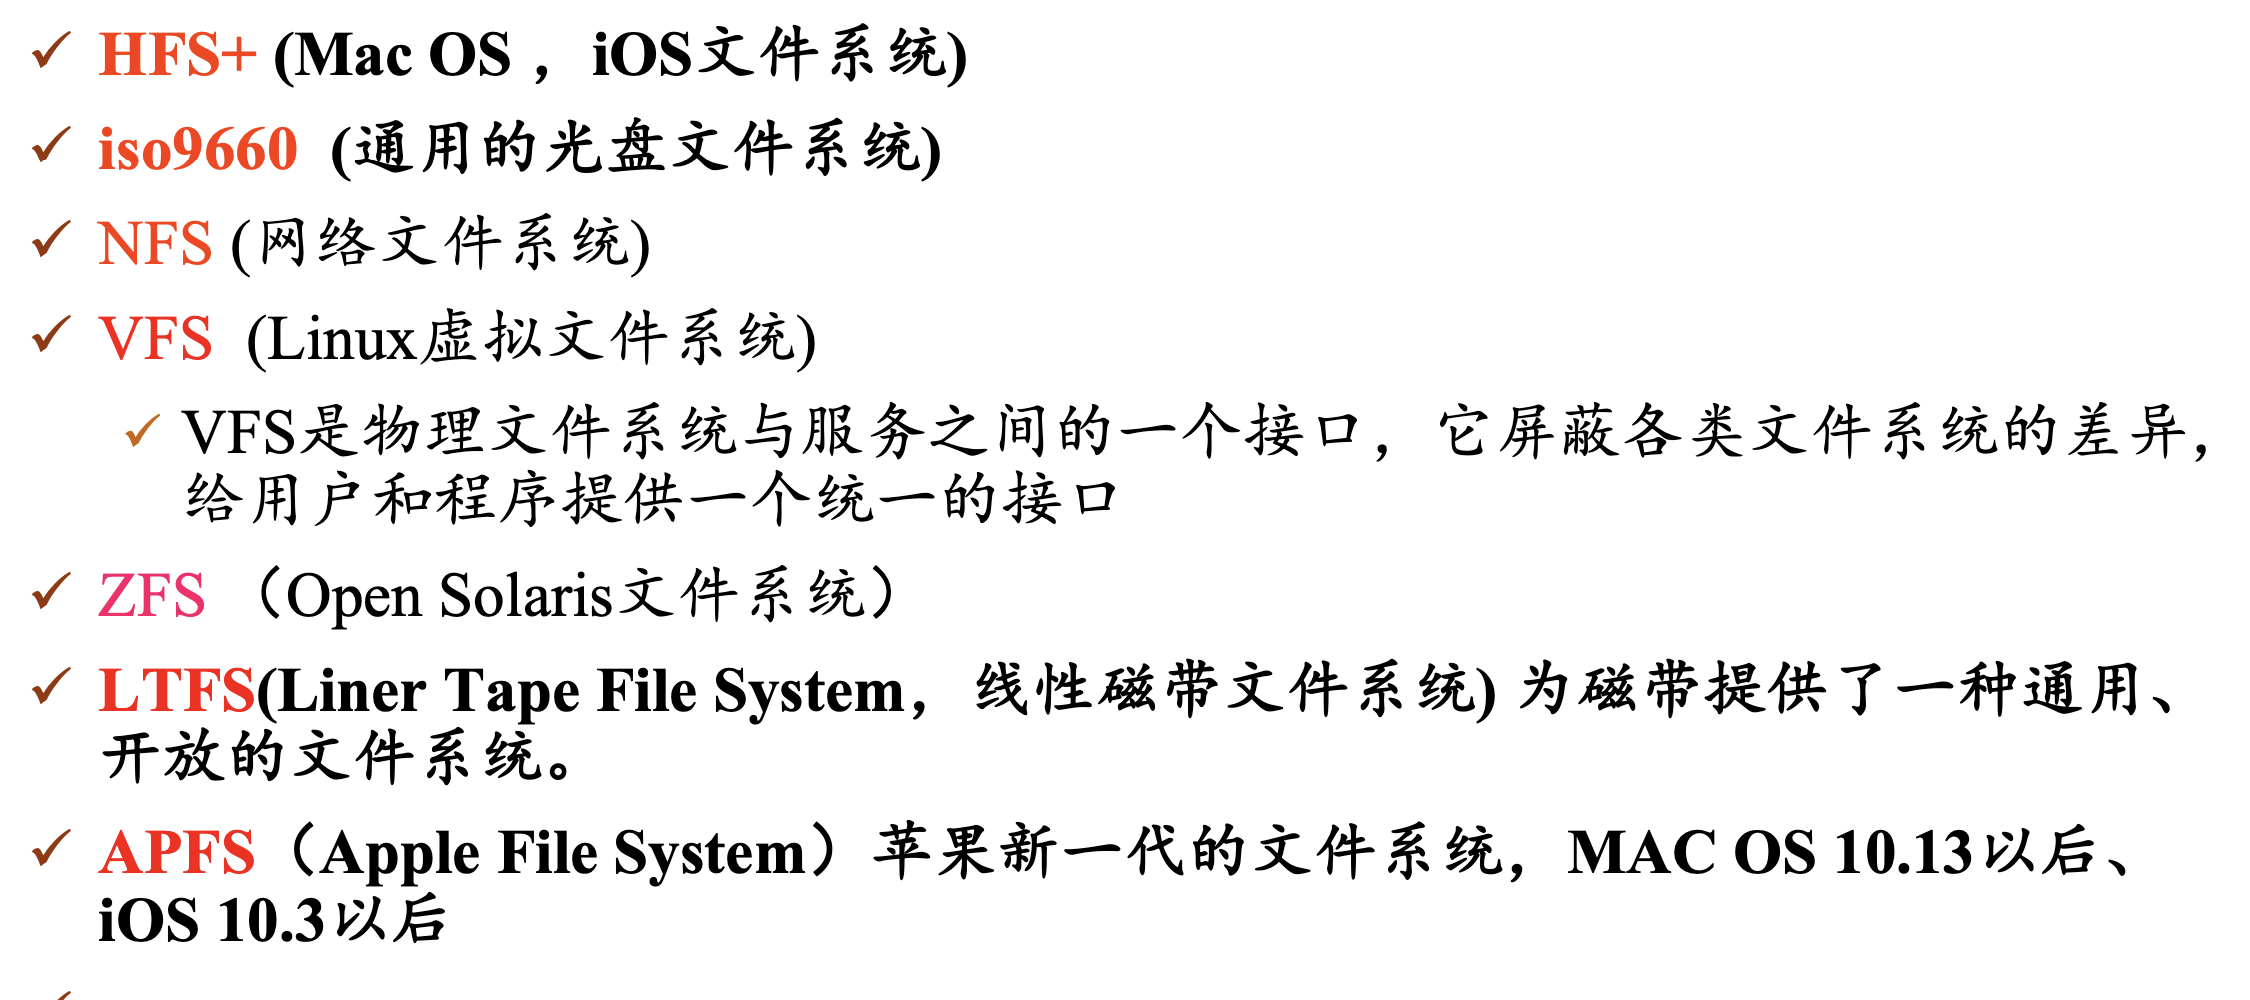 ✓ HFS+ (Mac OS ，iOS文件系统)
✓ iso9660 (通用的光盘文件系统)
✓ NFS (网络文件系统)
✓ VFS (Linux虚拟文件系统)
✓ VFS是物理文件系统与服务之间的一个接口，它屏蔽各类文件系统的差异，
给用户和程序提供一个统一的接口
✓ ZFS （Open Solaris文件系统）
✓ LTFS(Liner Tape File System，线性磁带文件系统) 为磁带提供了一种通用、
开放的文件系统。
✓ APFS（Apple File System）苹果新一代的文件系统，MAC OS 10.13以后、
iOS 10.3以后